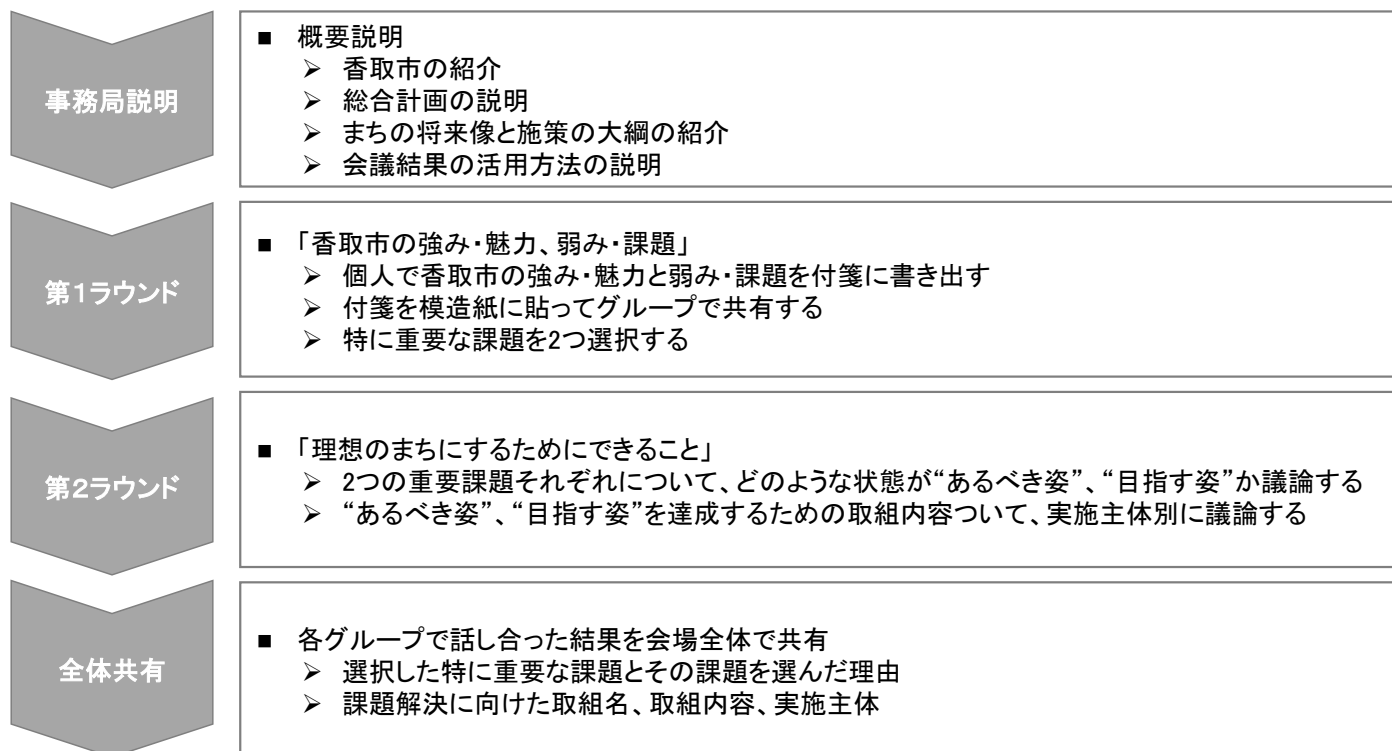 事務局説明
■ 概要説明
➢ 香取市の紹介
➢ 総合計画の説明
➢ まちの将来像と施策の大綱の紹介
➢ 会議結果の活用方法の説明
第1ラウンド
■ 「香取市の強み・魅力、弱み・課題」
➢ 個人で香取市の強み・魅力と弱み・課題を付箋に書き出す
➢ 付箋を模造紙に貼ってグループで共有する
➢ 特に重要な課題を2つ選択する
第2ラウンド
■ 「理想のまちにするためにできること」
➢ 2つの重要課題それぞれについて、どのような状態が“あるべき姿”、“目指す姿”か議論する
➢ “あるべき姿”、“目指す姿”を達成するための取組内容ついて、実施主体別に議論する
全体共有
■ 各グループで話し合った結果を会場全体で共有
➢ 選択した特に重要な課題とその課題を選んだ理由
➢ 課題解決に向けた取組名、取組内容、実施主体